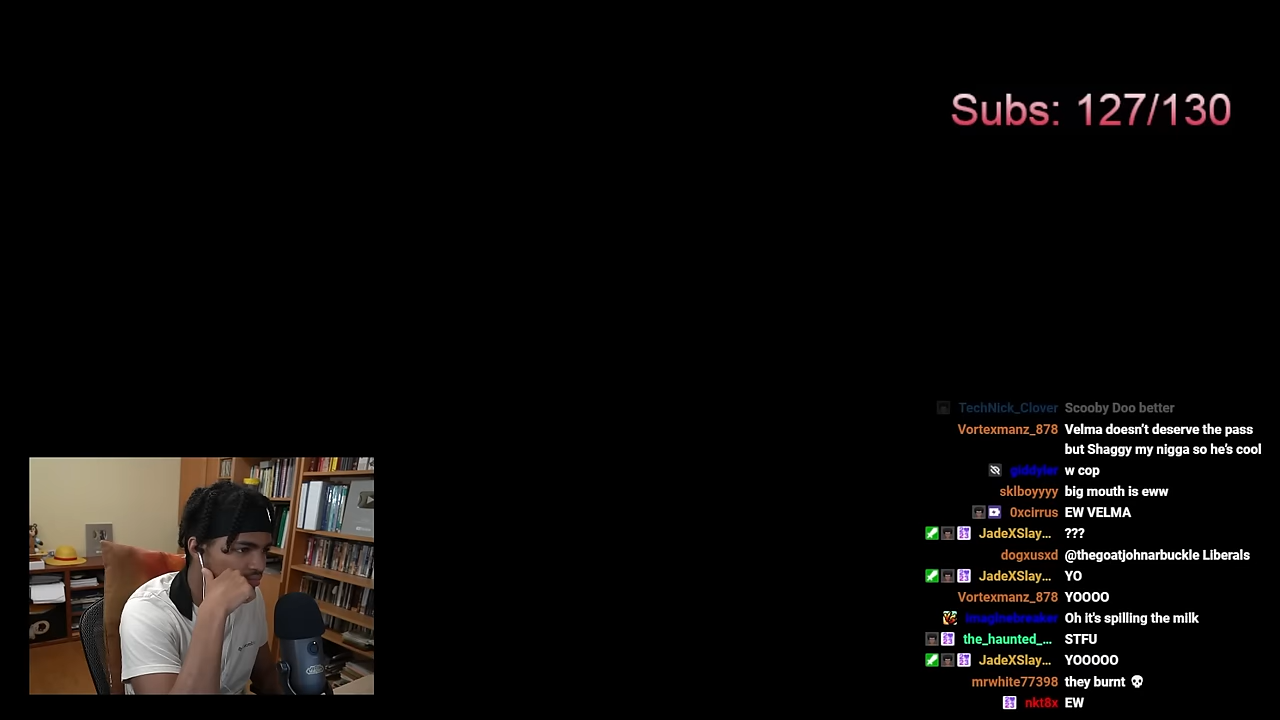 Subs: 127/130
TechNick_Clover Scooby Doo better
Vortexmanz_878 Velma doesn't deserve the pass
but Shaggy my nigga so he's cool
giddyler w cop
sklboyyyy big mouth is eww
0xcirrus EW VELMA
JadeXSlay... ???
dogxusxd @thegoatjohnarbuckle Liberals
JadeXSlay... YO
Vortexmanz_878 YOOOO
imaginebreaker Oh it's spilling the milk
the_haunted_... STFU
JadeXSlay... YOOOOO
mrwhite77398 they burnt 💀
nkt8x EW